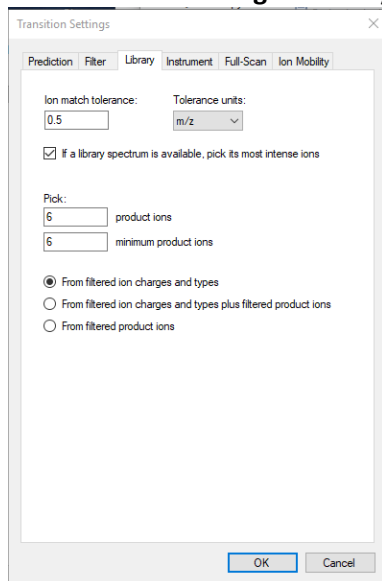 Transition Settings
Prediction Filter Library Instrument Full-Scan Ion Mobility
Ion match tolerance: Tolerance units:
0.5 m/z
If a library spectrum is available, pick its most intense ions
Pick:
6 product ions
6 minimum product ions
From filtered ion charges and types
From filtered ion charges and types plus filtered product ions
From filtered product ions
OK Cancel